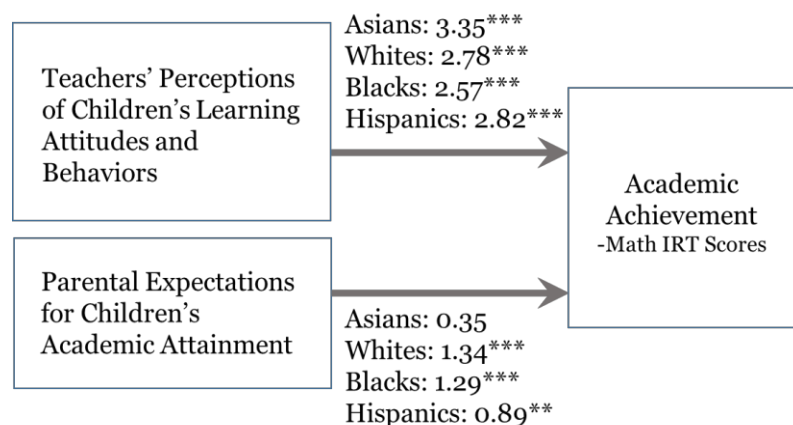 Asians: 3.35***
Whites: 2.78***
Blacks: 2.57***
Hispanics: 2.82***
Teachers’ Perceptions
of Children’s Learning
Attitudes and
Behaviors
Academic
Achievement
-Math IRT Scores
Parental Expectations
for Children’s
Academic Attainment
Asians: 0.35
Whites: 1.34***
Blacks: 1.29***
Hispanics: 0.89**